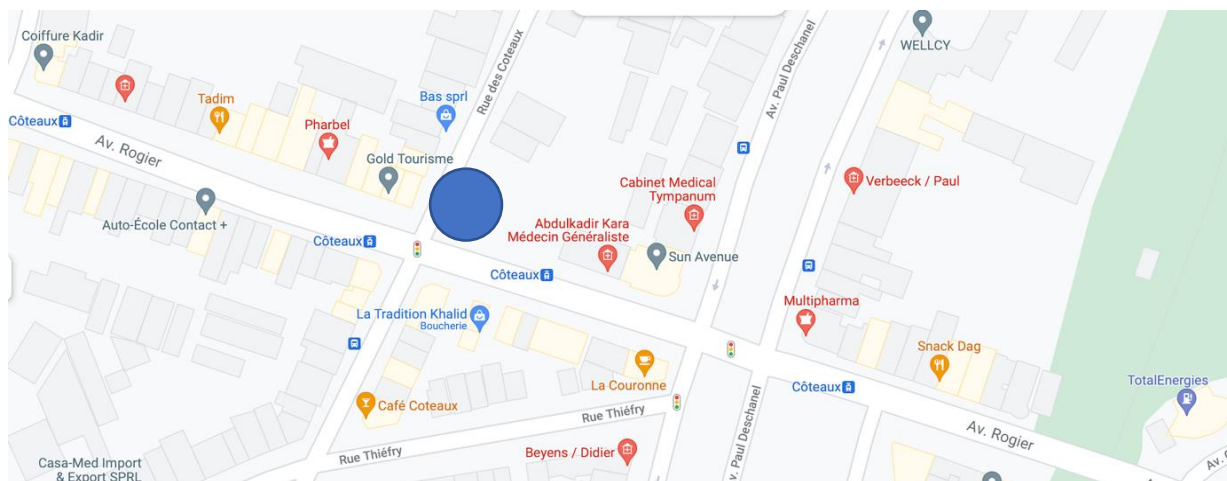 Coiffure Kadir
Tadim
Côteaux
Av. Rogier
Pharbel
Bas sprl
Rue des Coteaux
Gold Tourisme
Auto-École Contact +
Côteaux
Av. Paul Deschanel
WELLCY
Cabinet Medical
Tympanum
Verbeeck / Paul
Abdulkadir Kara
Médecin Généraliste
Sun Avenue
Côteaux
La Tradition Khalid
Boucherie
Multipharma
Snack Dag
La Couronne
Café Coteaux
Côteaux
TotalEnergies
Rue Thiéfry
Rue Thiéfry
Av. Paul Deschanel
Av. Rogier
Beyens / Didier
Casa-Med Import
& Export SPRL